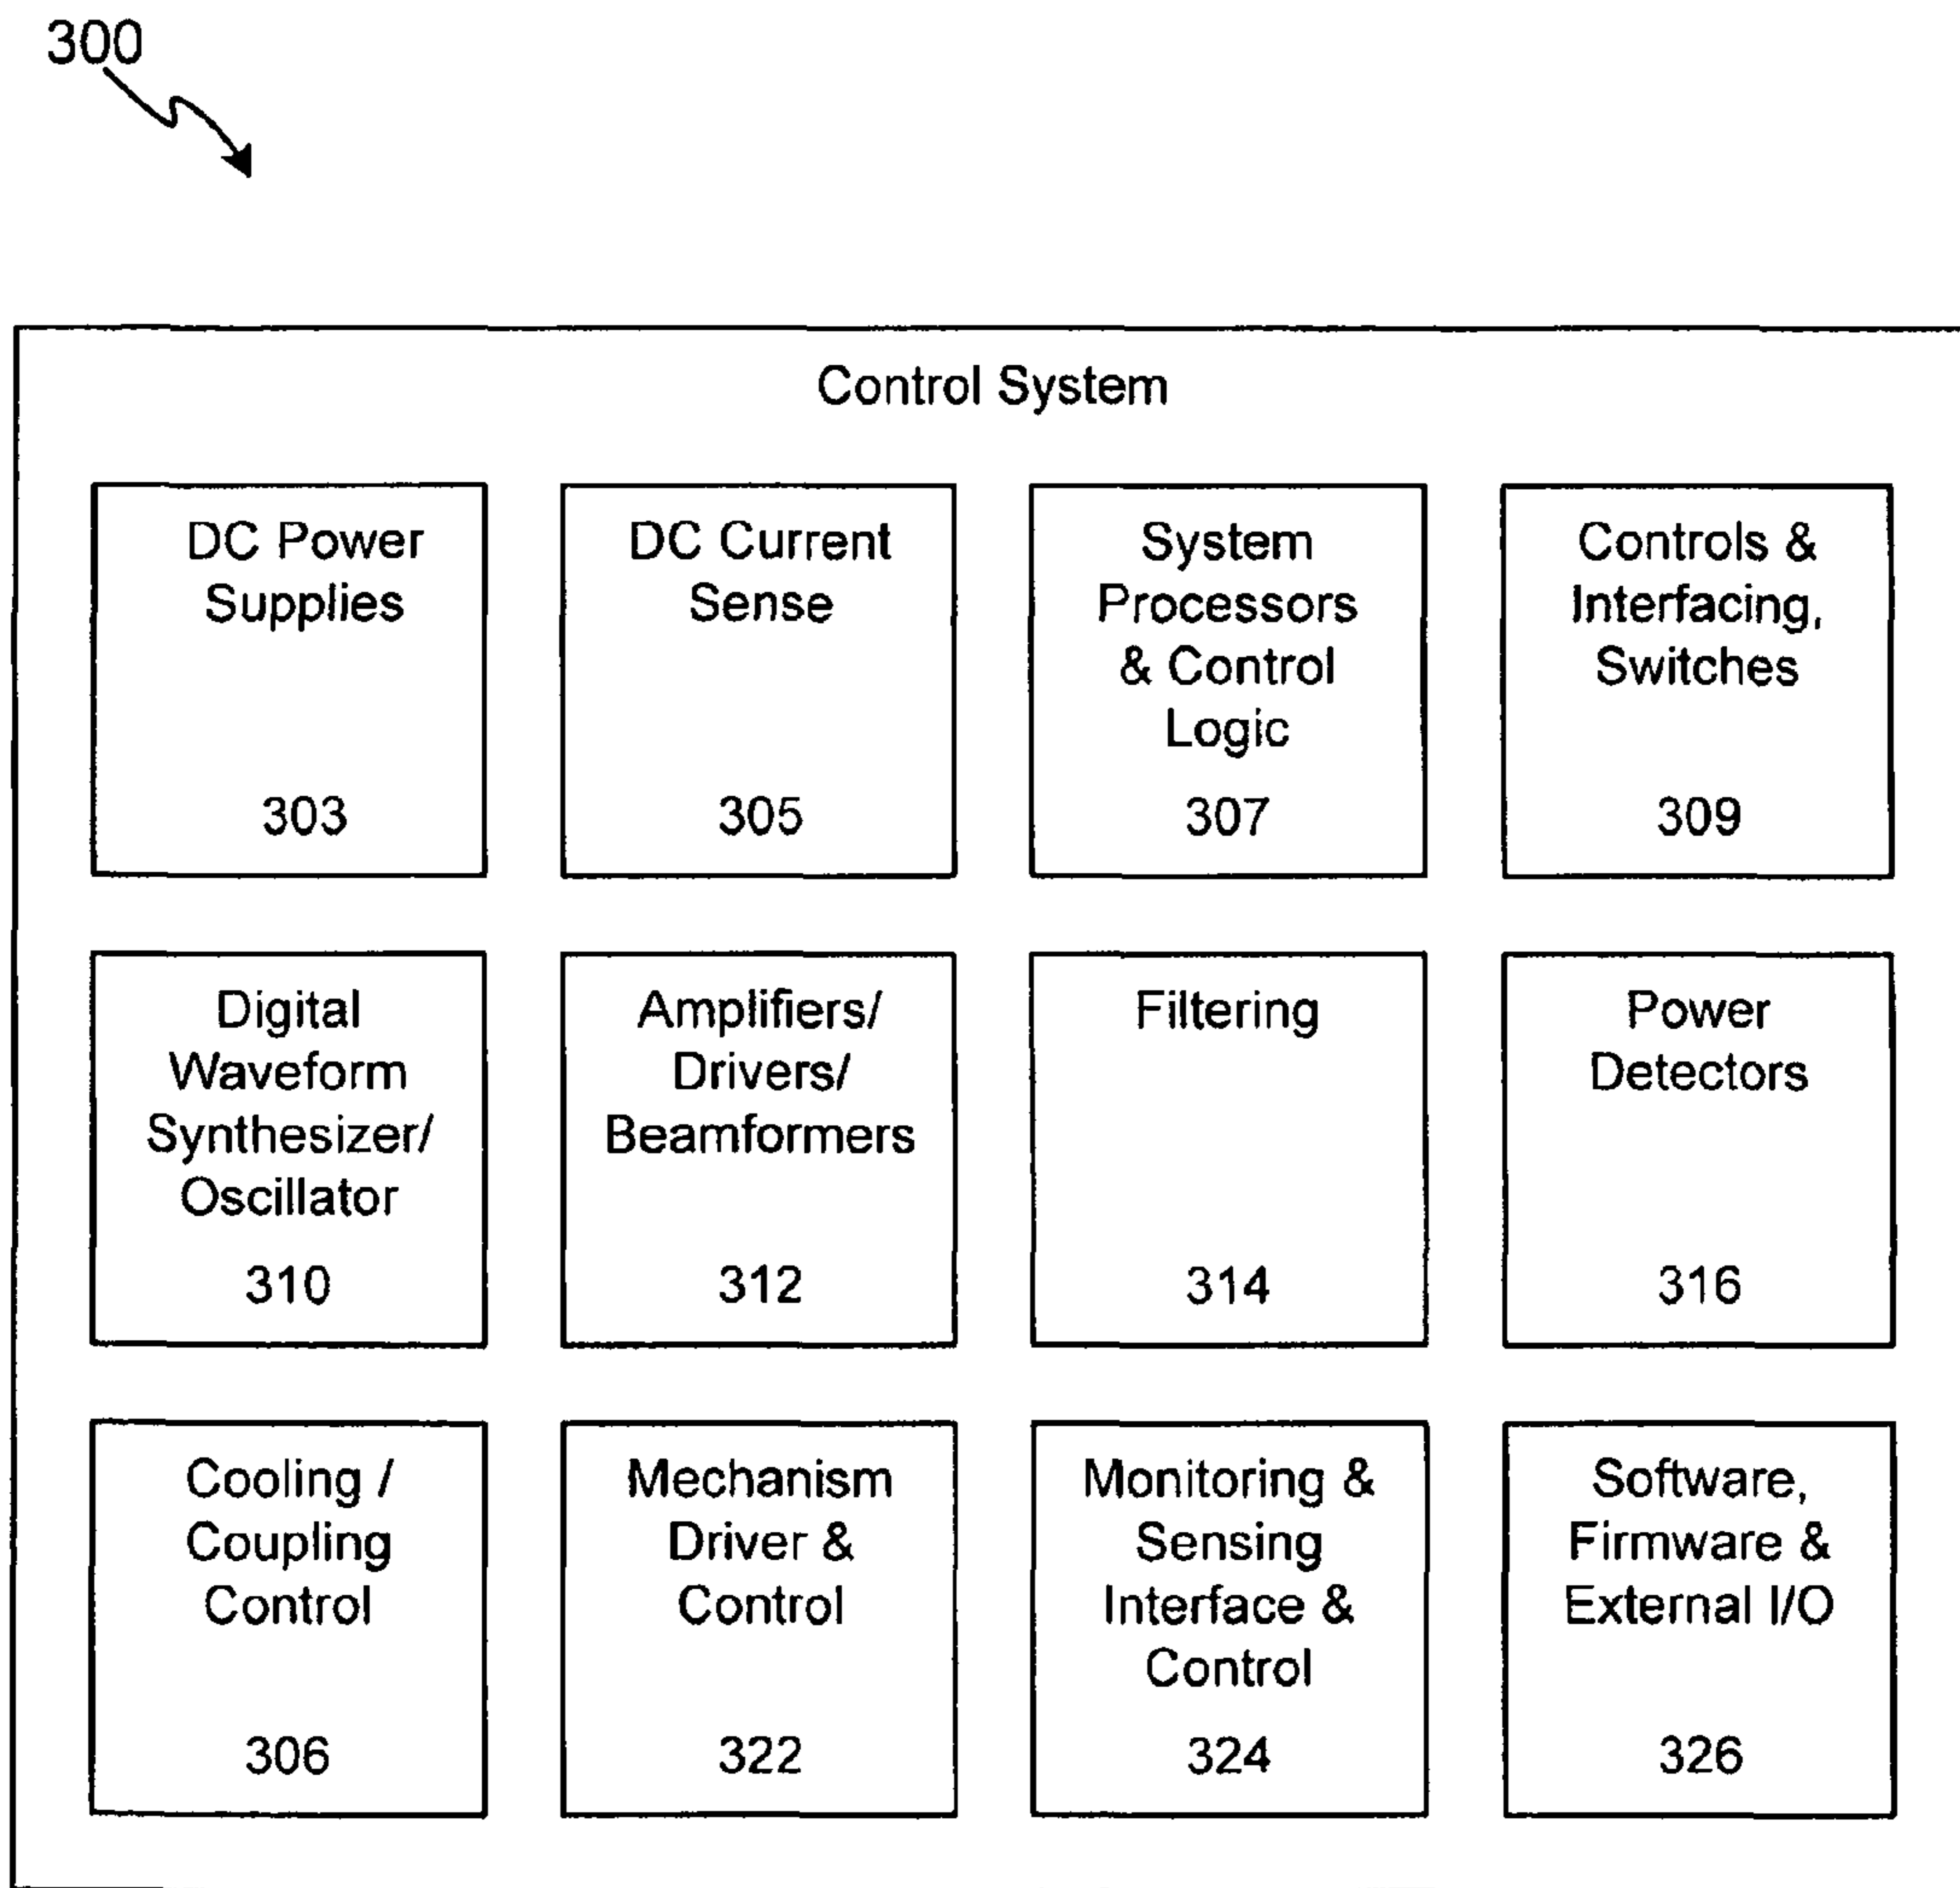 300
Control System
DC Power
Supplies
303
DC Current
Sense
305
System
Processors
& Control
Logic
307
Controls &
Interfacing,
Switches
309
Digital
Waveform
Synthesizer/
Oscillator
310
Amplifiers/
Drivers/
Beamformers
312
Filtering
314
Power
Detectors
316
Cooling /
Coupling
Control
306
Mechanism
Driver &
Control
322
Monitoring &
Sensing
Interface &
Control
324
Software,
Firmware &
External I/O
326